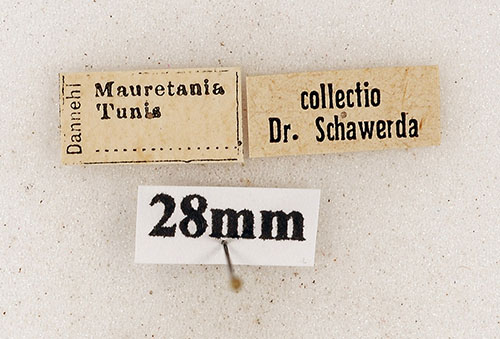 Dannehl
Mauretania
Tunis
collectio
Dr. Schawerda
28mm